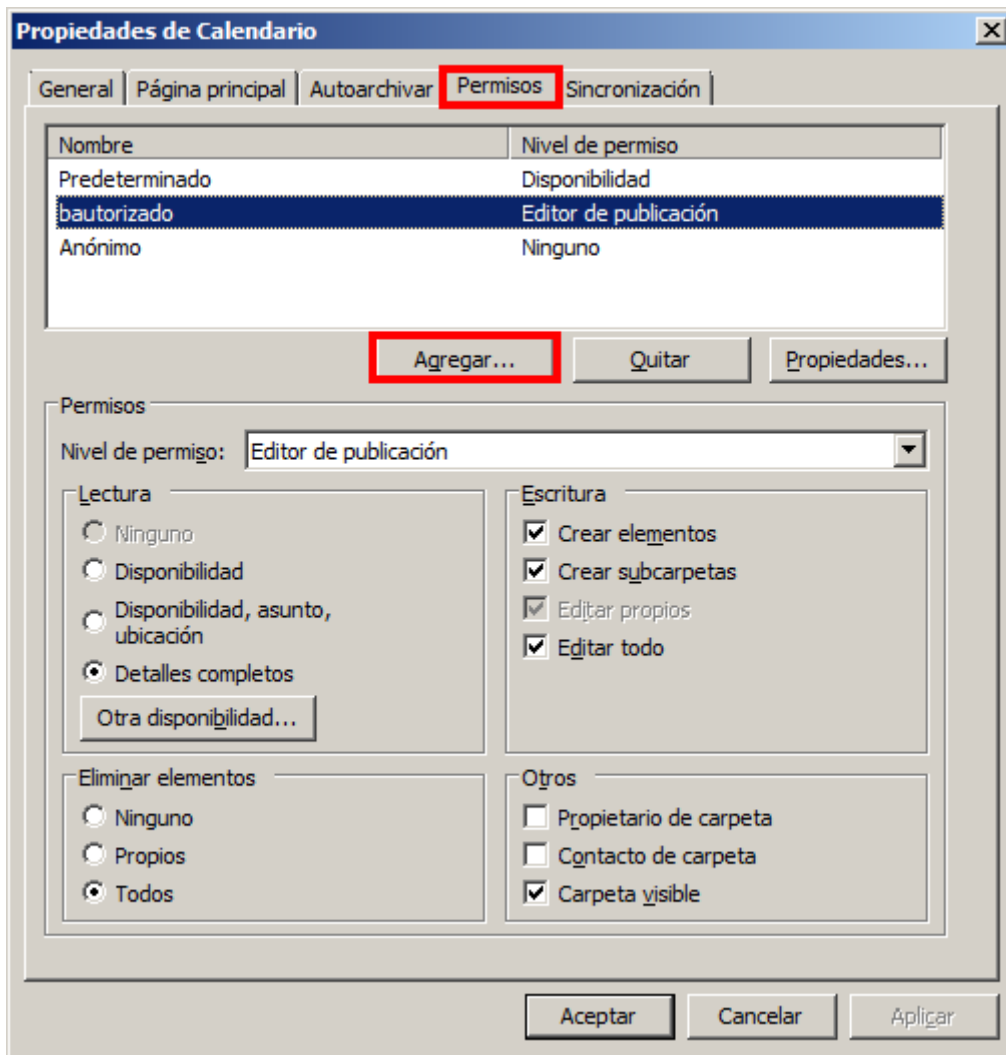 Propiedades de Calendario
General Página principal Autoarchivar Permisos Sincronización
Nombre Nivel de permiso
Predeterminado Disponibilidad
bautorizado Editor de publicación
Anónimo Ninguno
Agregar... Quitar Propiedades...
Permisos
Nivel de permiso: Editor de publicación
Lectura
Ninguno
Disponibilidad
Disponibilidad, asunto,
ubicación
Detalles completos
Otra disponibilidad...
Escritura
Crear elementos
Crear subcarpetas
Editar propios
Editar todo
Eliminar elementos
Ninguno
Propios
Todos
Otros
Propietario de carpeta
Contacto de carpeta
Carpeta visible
Aceptar Cancelar Aplicar